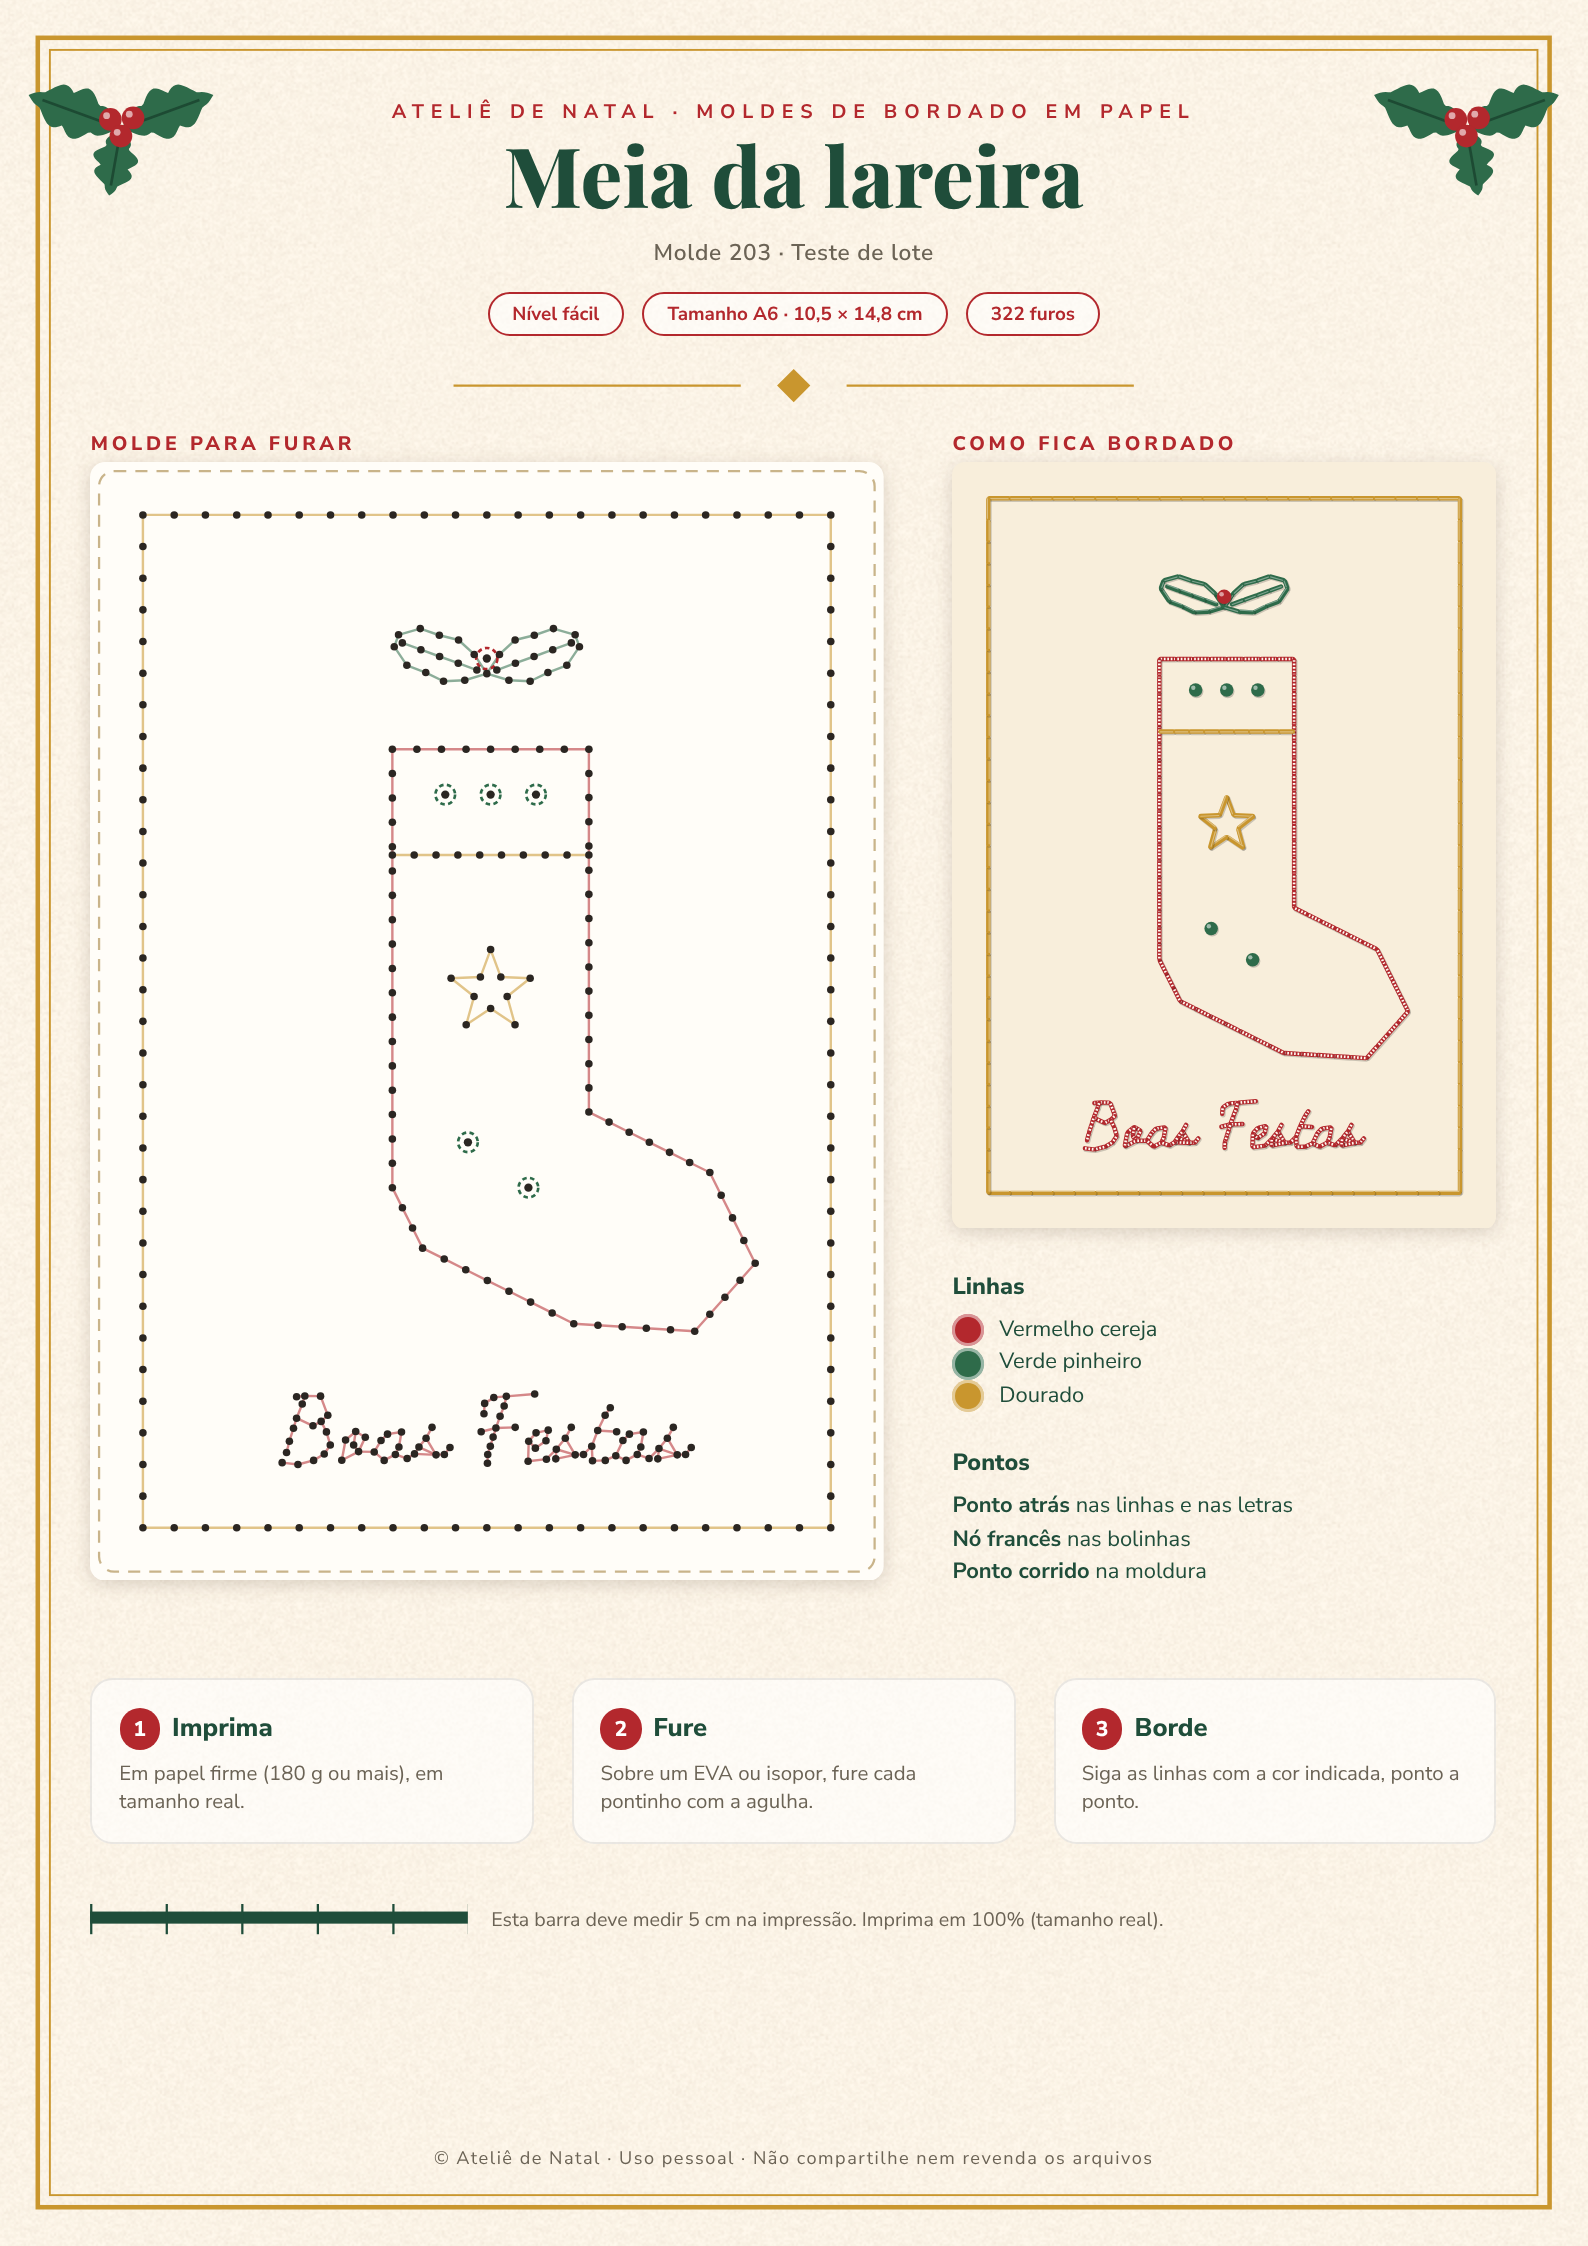 ATELIÊ DE NATAL · MOLDES DE BORDADO EM PAPEL
Meia da lareira
Molde 203 · Teste de lote
Nível fácil
Tamanho A6 · 10,5 × 14,8 cm
322 furos
MOLDE PARA FURAR
Boas Festas
COMO FICA BORDADO
Boas Festas
Linhas
Vermelho cereja
Verde pinheiro
Dourado
Pontos
Ponto atrás nas linhas e nas letras
Nó francês nas bolinhas
Ponto corrido na moldura
1 Imprima
Em papel firme (180 g ou mais), em
tamanho real.
2 Fure
Sobre um EVA ou isopor, fure cada
pontinho com a agulha.
3 Borde
Siga as linhas com a cor indicada, ponto a
ponto.
Esta barra deve medir 5 cm na impressão. Imprima em 100% (tamanho real).
© Ateliê de Natal · Uso pessoal · Não compartilhe nem revenda os arquivos